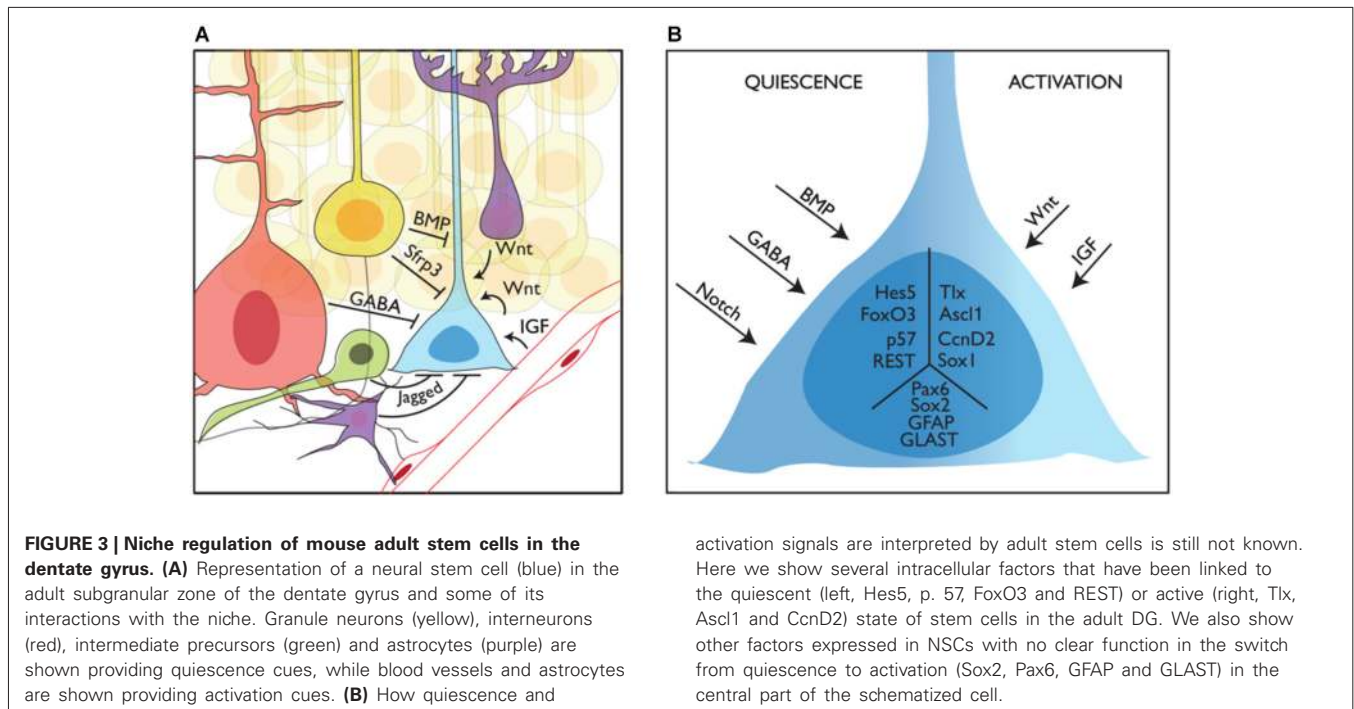 A
BMP
Sfrp3
GABA
Wnt
Wnt
IGF
Jagged
B
QUIESCENCE
ACTIVATION
BMP
GABA
Notch
Wnt
IGF
Hes5
FoxO3
p57
REST
Tlx
Ascl1
CcnD2
Sox1
Pax6
Sox2
GFAP
GLAST
FIGURE 3 | Niche regulation of mouse adult stem cells in the
dentate gyrus. (A) Representation of a neural stem cell (blue) in the
adult subgranular zone of the dentate gyrus and some of its
interactions with the niche. Granule neurons (yellow), interneurons
(red), intermediate precursors (green) and astrocytes (purple) are
shown providing quiescence cues, while blood vessels and astrocytes
are shown providing activation cues. (B) How quiescence and
activation signals are interpreted by adult stem cells is still not known.
Here we show several intracellular factors that have been linked to
the quiescent (left, Hes5, p. 57, FoxO3 and REST) or active (right, Tlx,
Ascl1 and CcnD2) state of stem cells in the adult DG. We also show
other factors expressed in NSCs with no clear function in the switch
from quiescence to activation (Sox2, Pax6, GFAP and GLAST) in the
central part of the schematized cell.